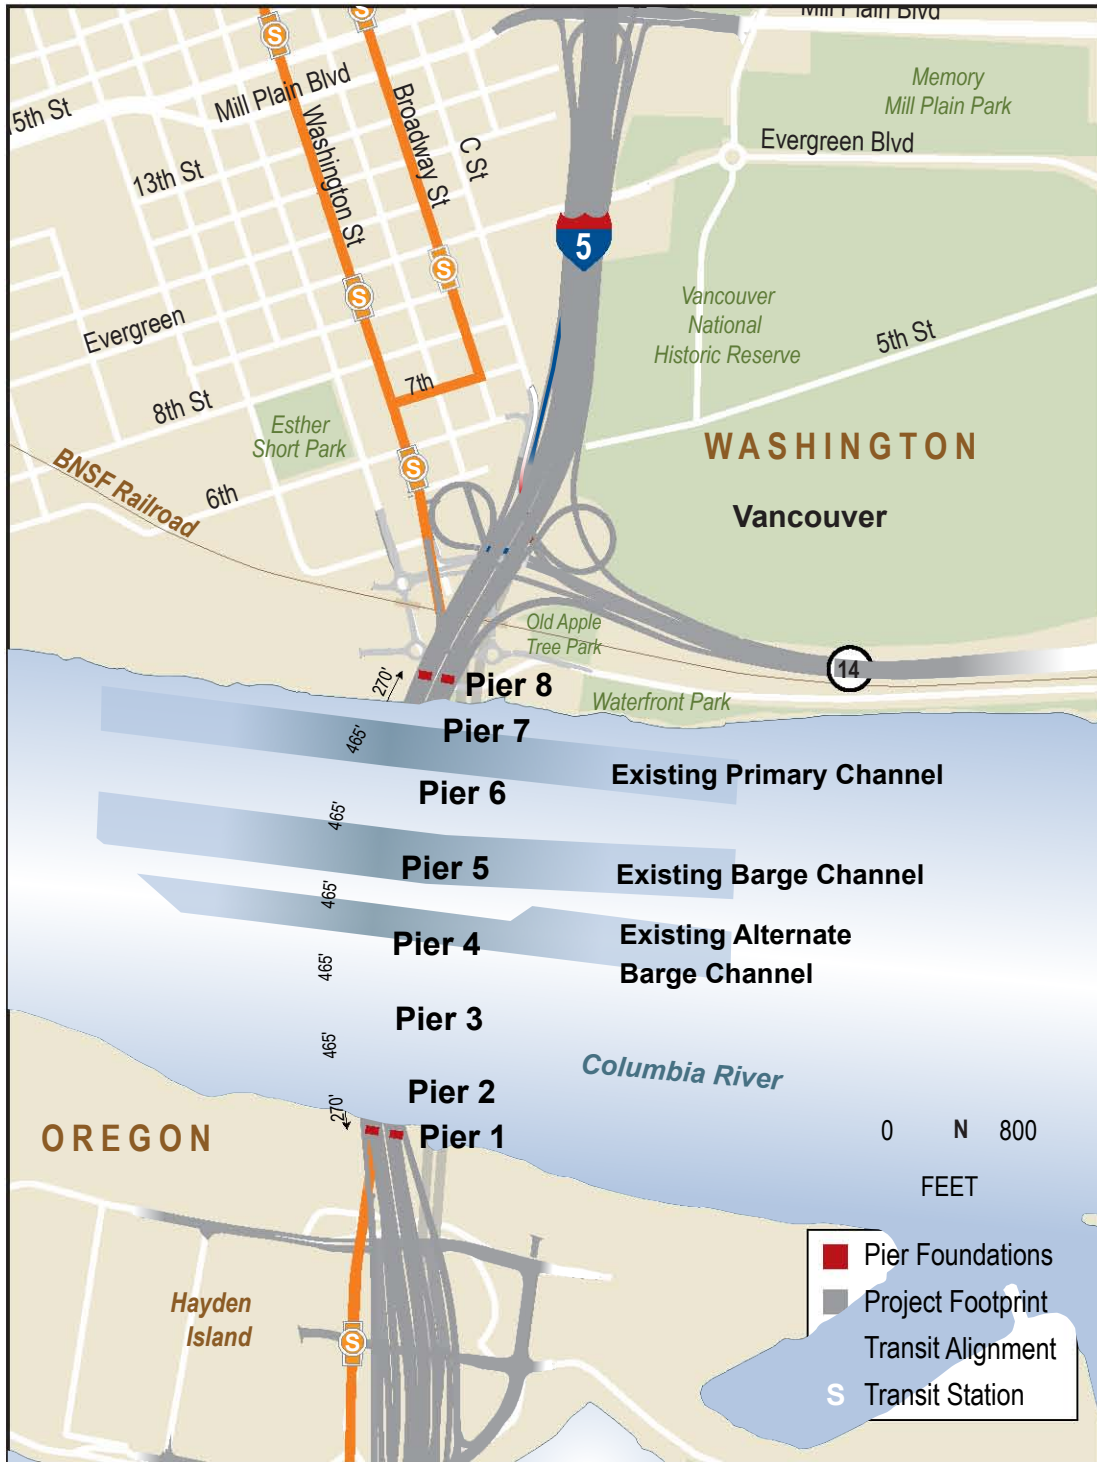 Mill Plain Blvd
S
S
Memory
Mill Plain Park
Mill Plain Blvd
15th St
Broadway St
Washington St
C St
Evergreen Blvd
13th St
5
S
S
Vancouver
National
Historic Reserve
5th St
Evergreen
7th
8th St
Esther
Short Park
WASHINGTON
S
BNSF Railroad
6th
Vancouver
Old Apple
Tree Park
14
270'
Pier 8
Waterfront Park
465'
Pier 7
Existing Primary Channel
Pier 6
465'
Pier 5
Existing Barge Channel
465'
Existing Alternate
Barge Channel
Pier 4
465'
Pier 3
465'
Columbia River
Pier 2
270'
Pier 1
OREGON
0 N 800
FEET
Pier Foundations
Project Footprint
Transit Alignment
S Transit Station
Hayden
Island
S